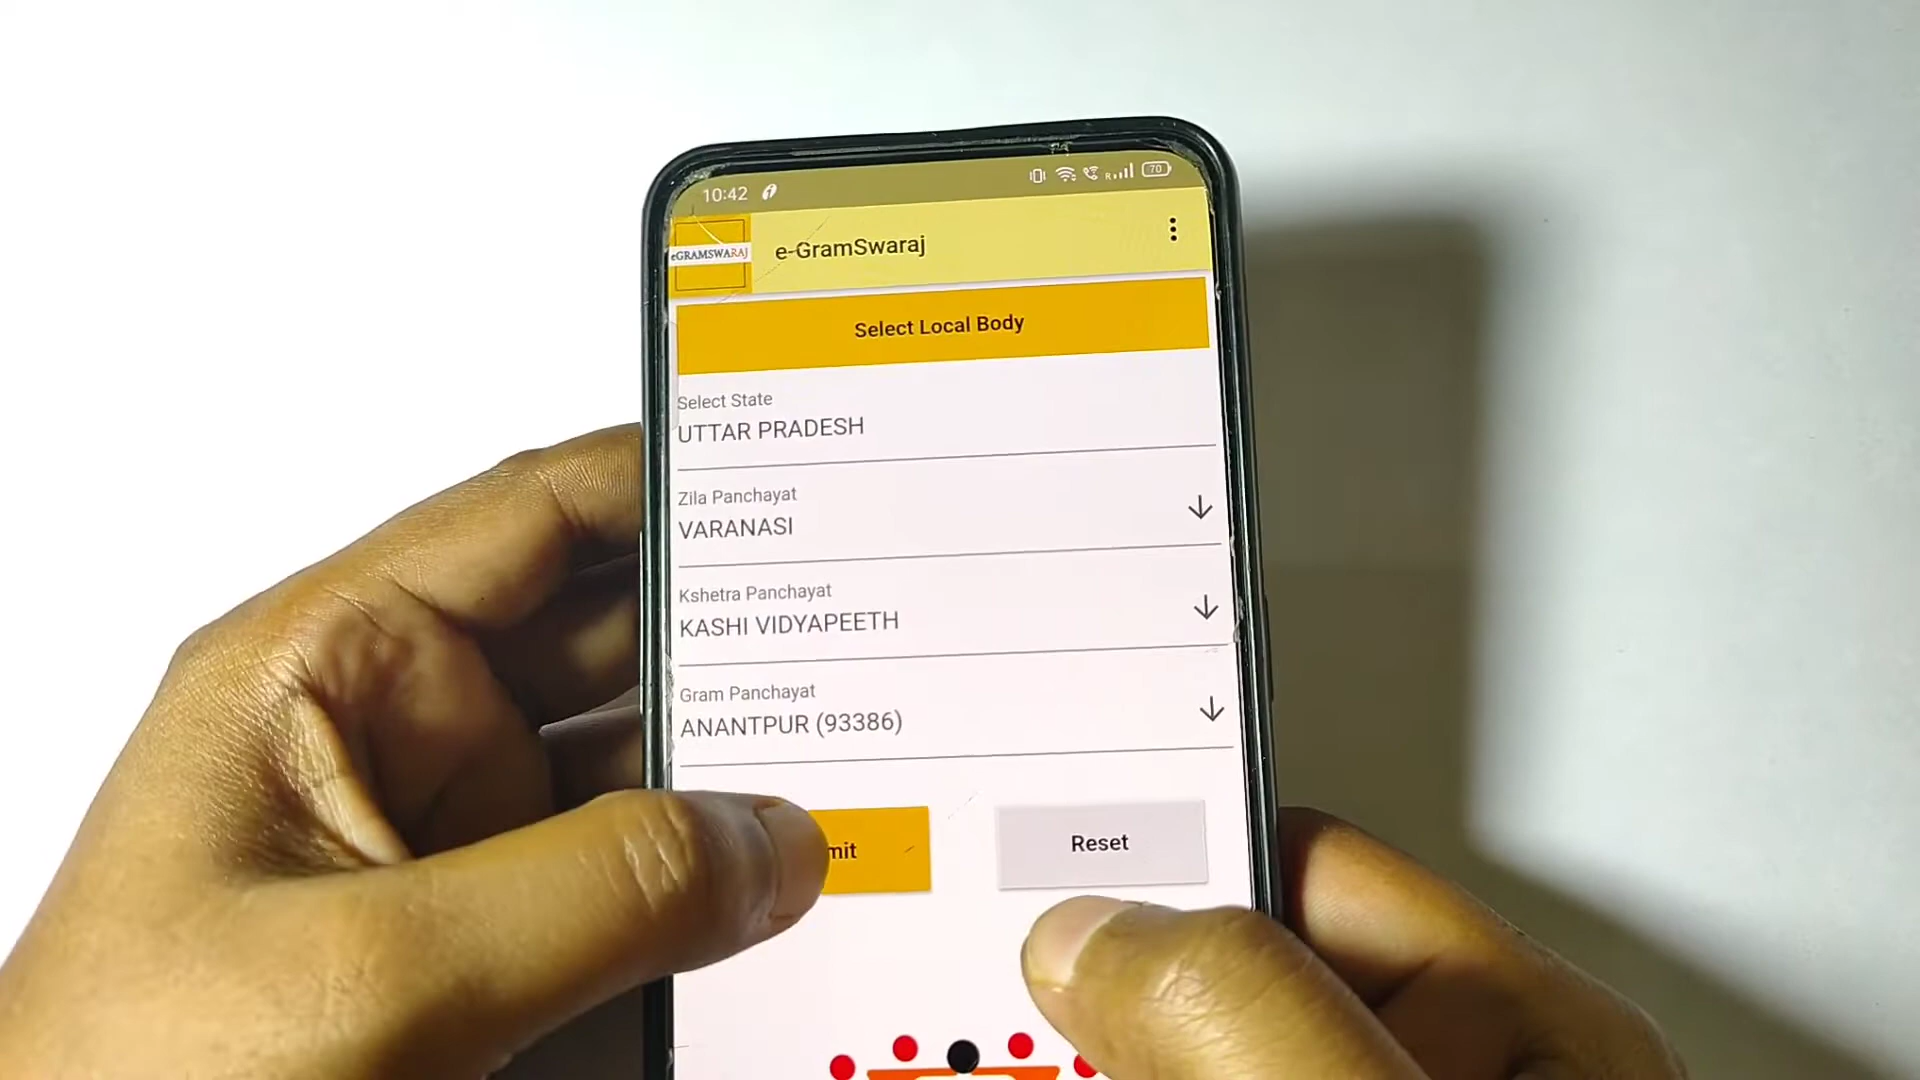 10:42
R
70
eGRAMSWARAJ
e-GramSwaraj
Select Local Body
Select State
UTTAR PRADESH
Zila Panchayat
VARANASI
Kshetra Panchayat
KASHI VIDYAPEETH
Gram Panchayat
ANANTPUR (93386)
mit
Reset